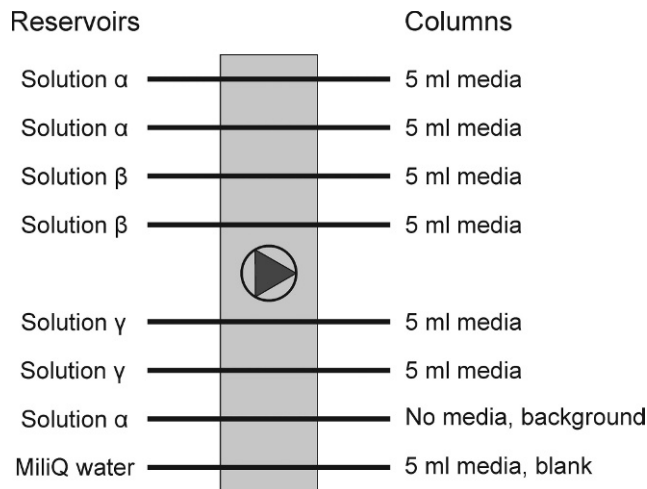 Reservoirs Columns
Solution α 5 ml media
Solution α 5 ml media
Solution β 5 ml media
Solution β 5 ml media
Solution γ 5 ml media
Solution γ 5 ml media
Solution α No media, background
MiliQ water 5 ml media, blank